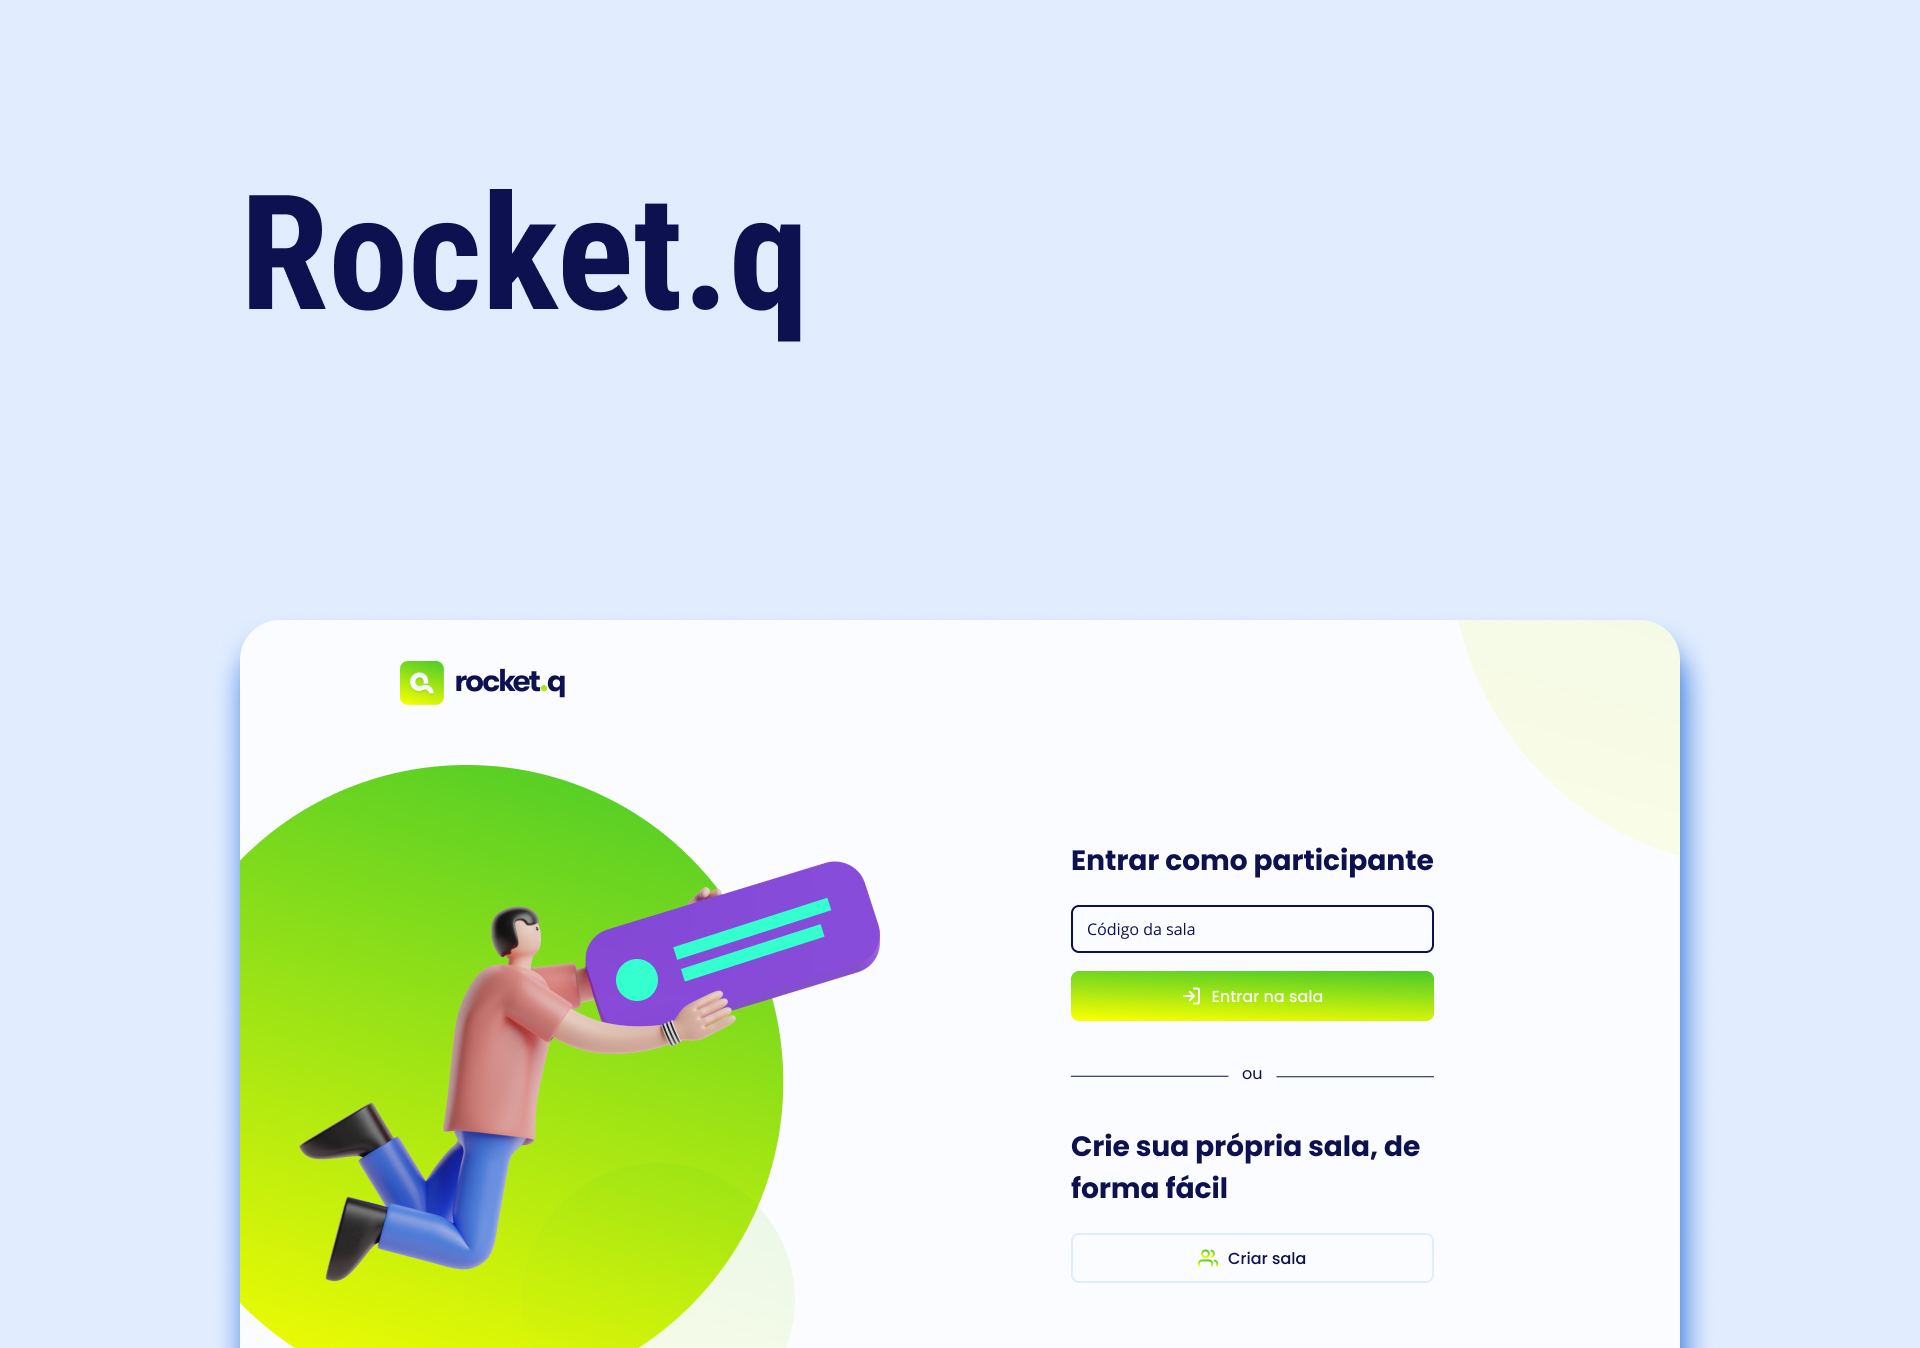 Rocket.q
rocket.q
Entrar como participante
Código da sala
Entrar na sala
ou
Crie sua própria sala, de
forma fácil
Criar sala